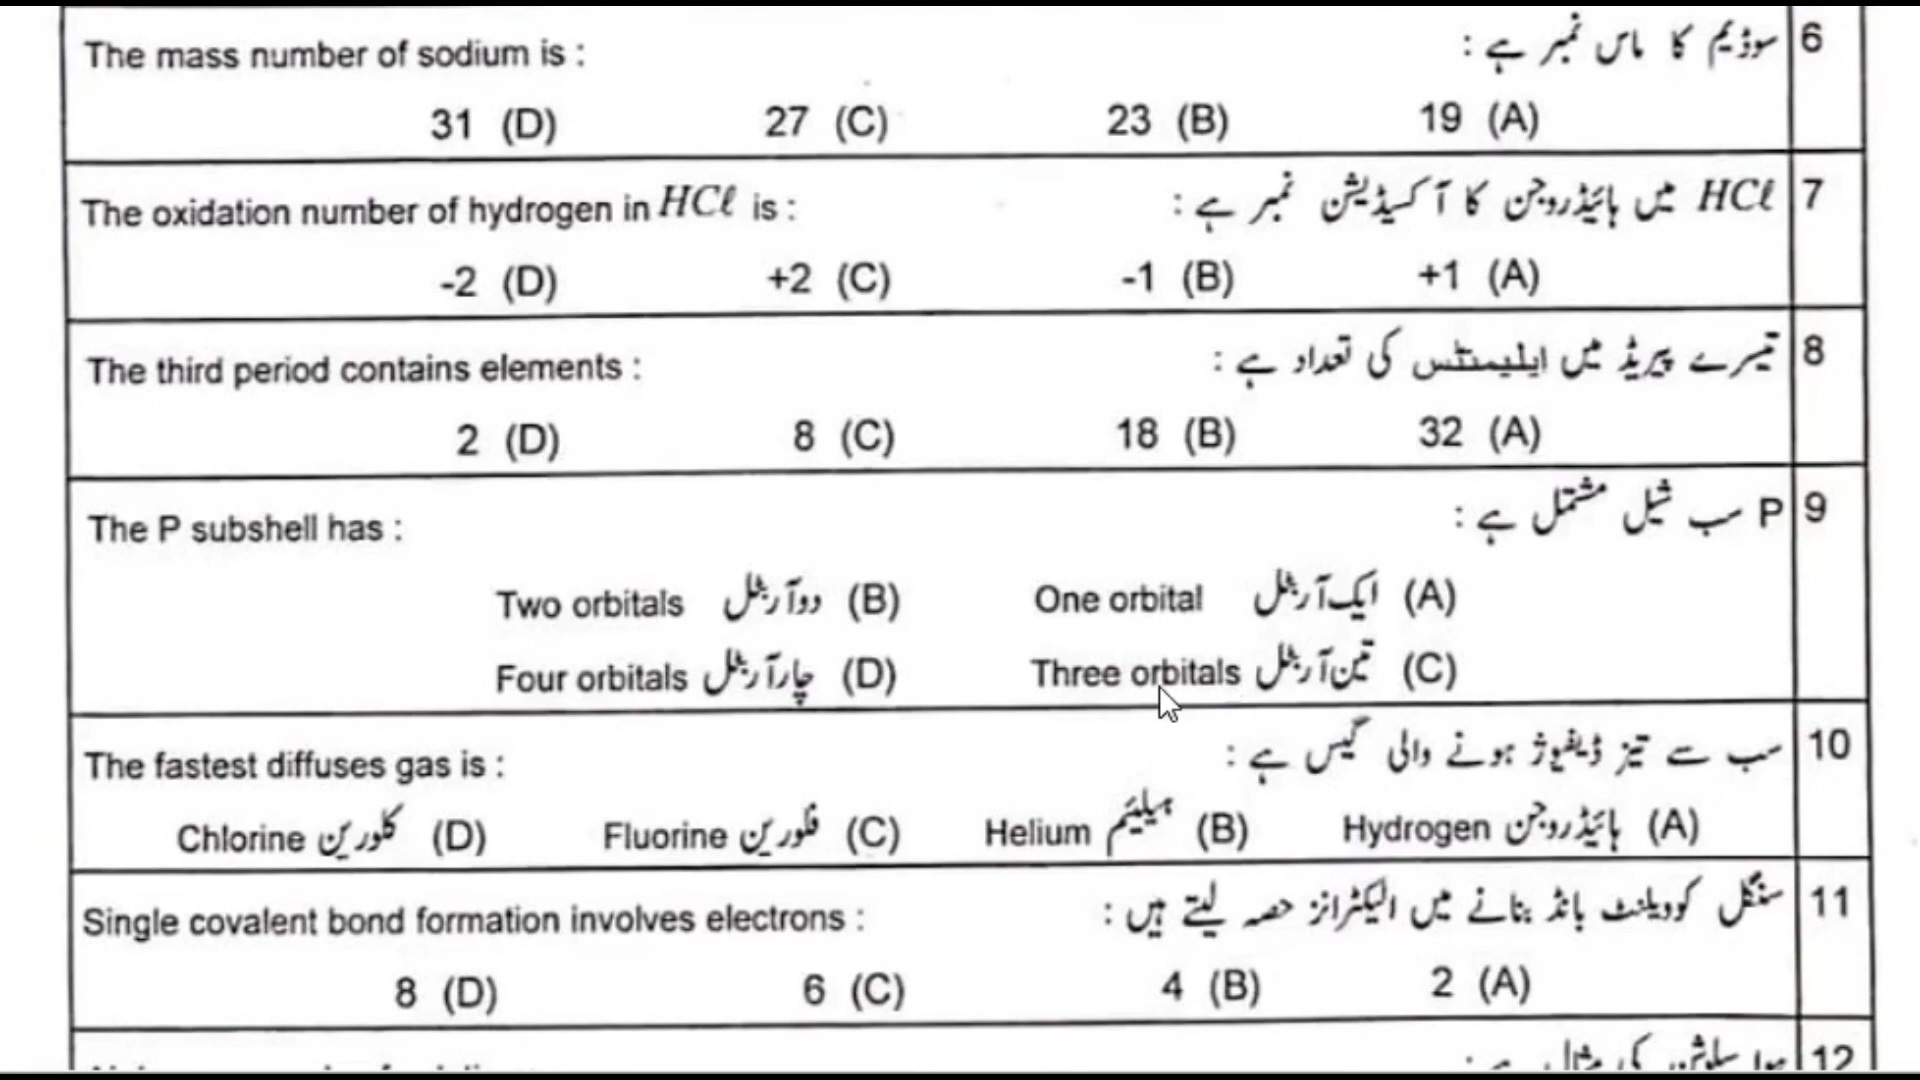 The mass number of sodium is : سوڈیم کا ماس نمبر ہے : 6
31 (D) 27 (C) 23 (B) 19 (A)
The oxidation number of hydrogen in HCℓ is : HCℓ میں ہائیڈروجن کا آکسیڈیشن نمبر ہے : 7
-2 (D) +2 (C) -1 (B) +1 (A)
The third period contains elements : تیسرے پیریڈ میں ایلیمنٹس کی تعداد ہے : 8
2 (D) 8 (C) 18 (B) 32 (A)
The P subshell has : P سب شیل مشتمل ہے : 9
Two orbitals دو آربٹل (B) One orbital ایک آربٹل (A)
Four orbitals چار آربٹل (D) Three orbitals تین آربٹل (C)
The fastest diffuses gas is : سب سے تیز ڈیفیوژ ہونے والی گیس ہے : 10
Chlorine کلورین (D) Fluorine فلورین (C) Helium ہیلیئم (B) Hydrogen ہائیڈروجن (A)
Single covalent bond formation involves electrons : سنگل کوویلنٹ بانڈ بنانے میں الیکٹرانز حصہ لیتے ہیں : 11
8 (D) 6 (C) 4 (B) 2 (A)
12